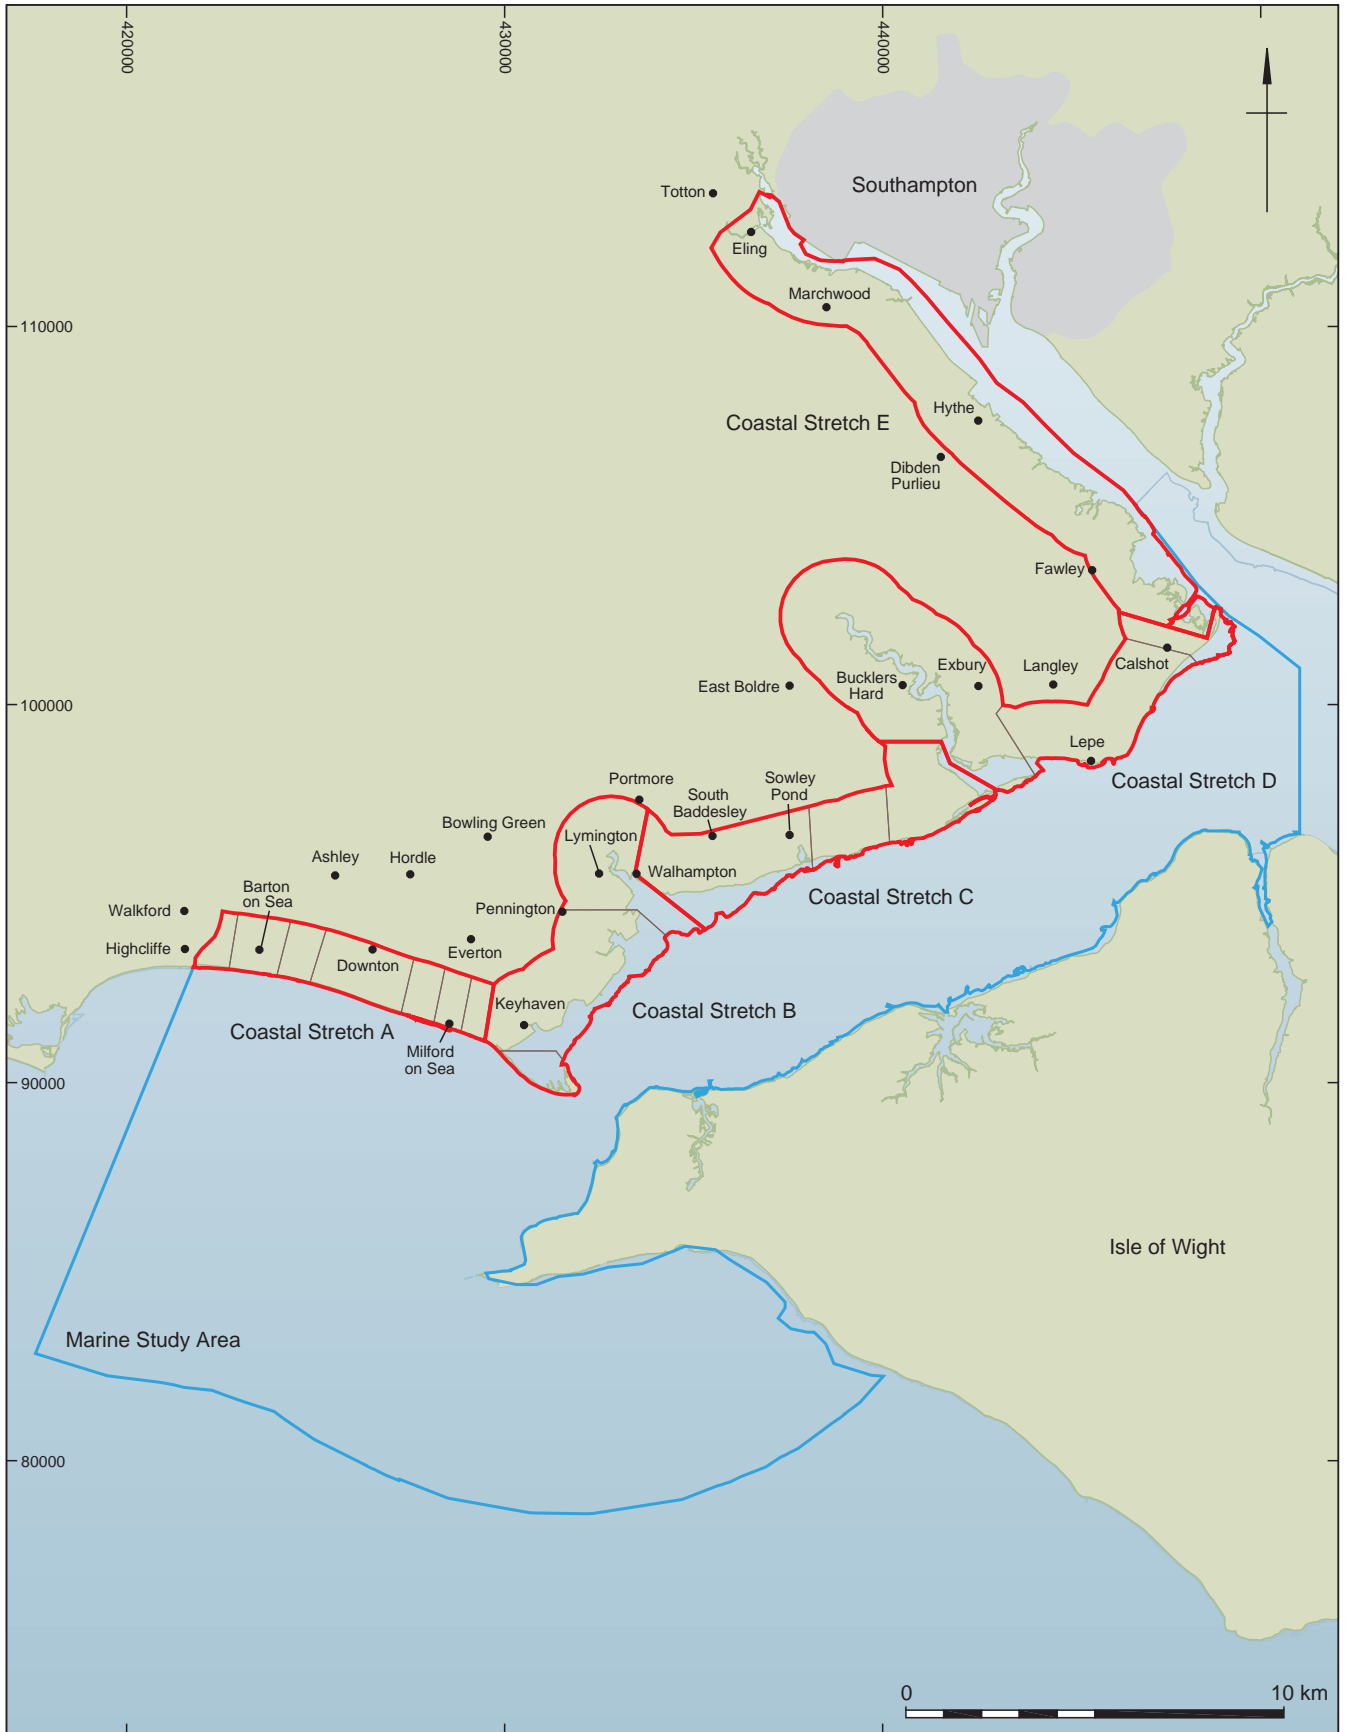 420000
430000
440000
Southampton
Totton
Eling
Marchwood
110000
Hythe
Coastal Stretch E
Dibden
Purlieu
Fawley
Bucklers
Hard
Exbury
Langley
Calshot
East Boldre
100000
Lepe
Coastal Stretch D
Portmore
Sowley
Pond
South
Baddesley
Bowling Green
Lymington
Ashley
Hordle
Walhampton
Barton
on Sea
Coastal Stretch C
Walkford
Pennington
Highcliffe
Everton
Downton
Keyhaven
Coastal Stretch B
Coastal Stretch A
Milford
on Sea
90000
Isle of Wight
Marine Study Area
80000
0 10 km